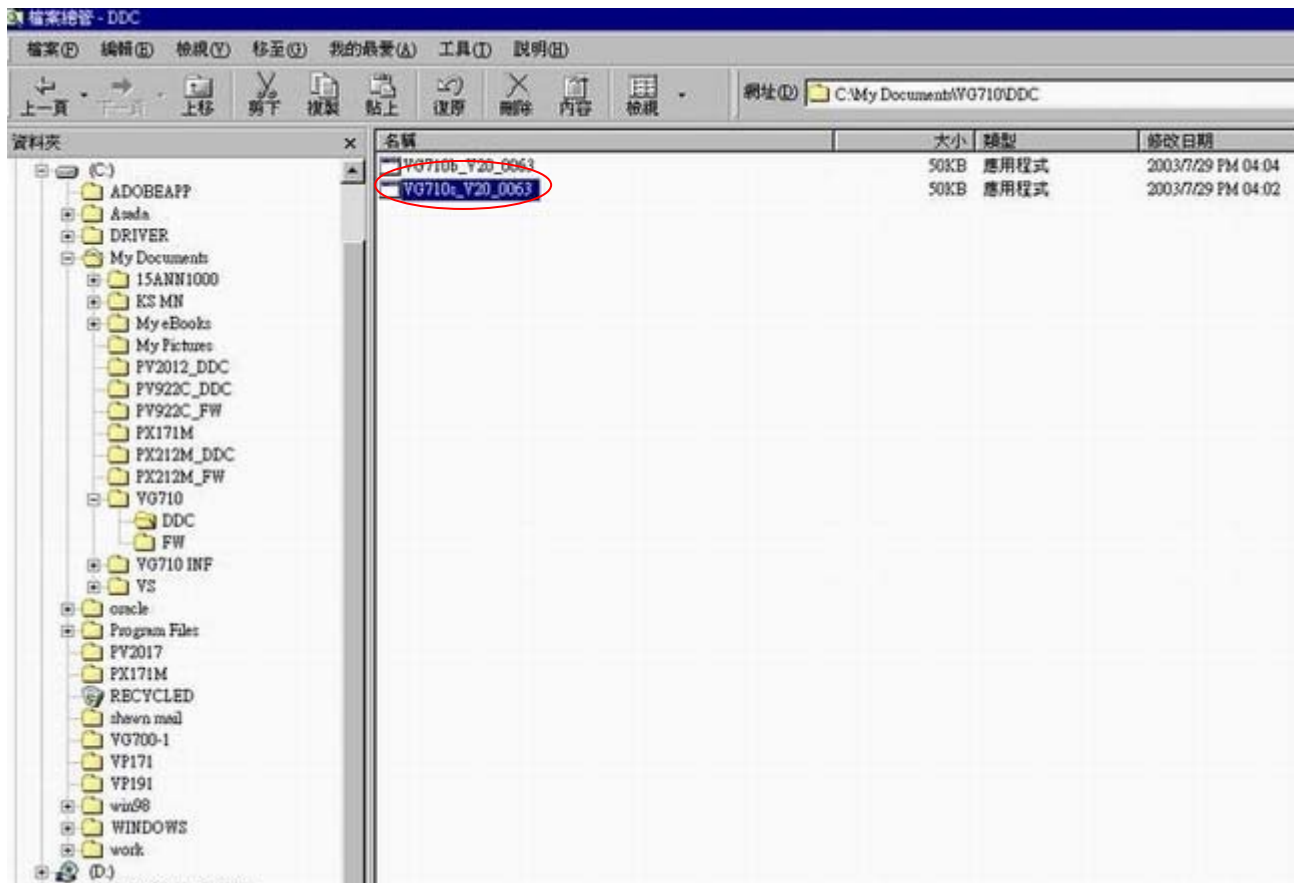 檔案總管 - DDC
檔案(F) 編輯(E) 檢視(V) 移至(G) 我的最愛(A) 工具(T) 說明(H)
上一頁 下一頁 上移 剪下 複製 貼上 復原 刪除 內容 檢視 網址(D) C:\My Documents\VG710\DDC
資料夾 × 名稱 大小 類型 修改日期
(C:)
VG710b_V20_0063 50KB 應用程式 2003/7/29 PM 04:04
ADOBEAPP
VG710s_V20_0063 50KB 應用程式 2003/7/29 PM 04:02
Asada
DRIVER
My Documents
15ANN1000
KS MN
My eBooks
My Pictures
PV2012_DDC
PV922C_DDC
PV922C_FW
PX171M
PX212M_DDC
PX212M_FW
VG710
DDC
FW
VG710 INF
VS
oracle
Program Files
PV2017
PX171M
RECYCLED
shawn mail
VG700-1
VP171
VP191
win98
WINDOWS
work
(D:)